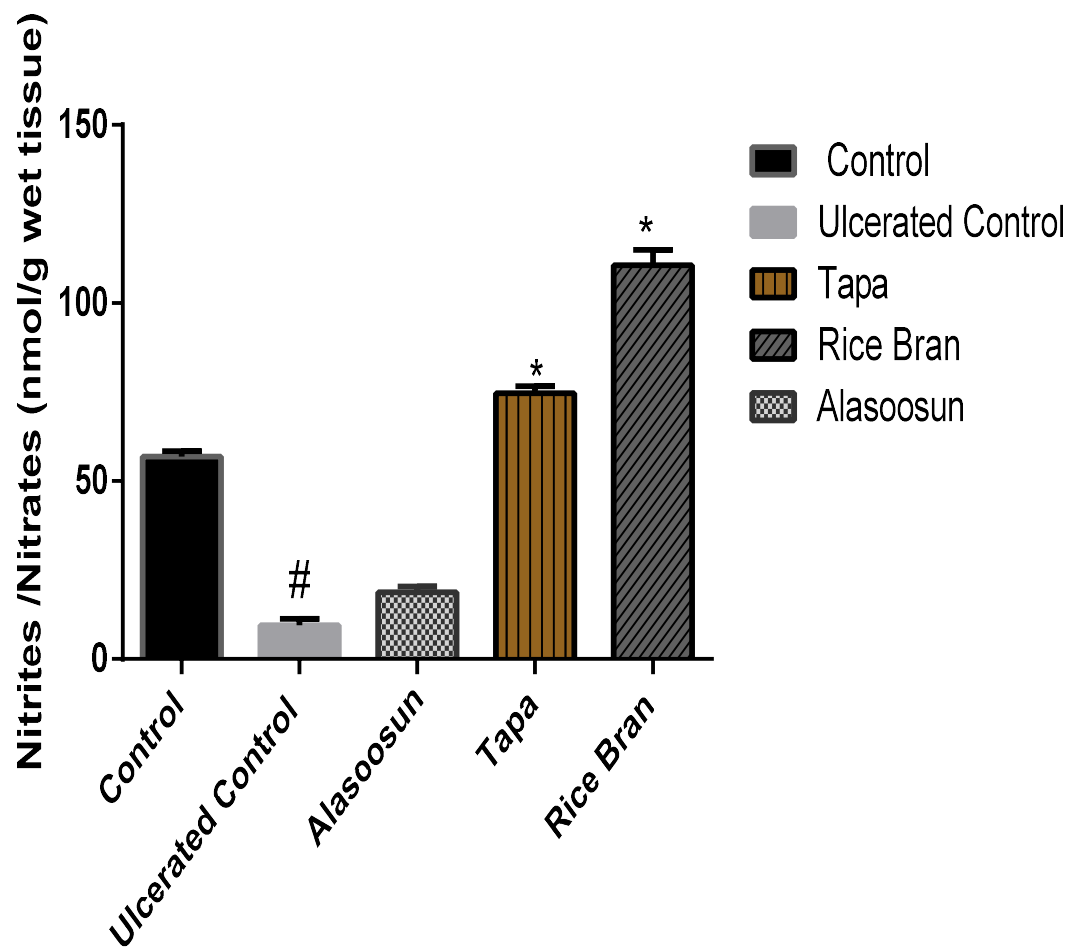 Nitrites /Nitrates (nmol/g wet tissue)
150
100
50
0
#
*
*
Control
Ulcerated Control
Alasoosun
Tapa
Rice Bran
Control
Ulcerated Control
Tapa
Rice Bran
Alasoosun